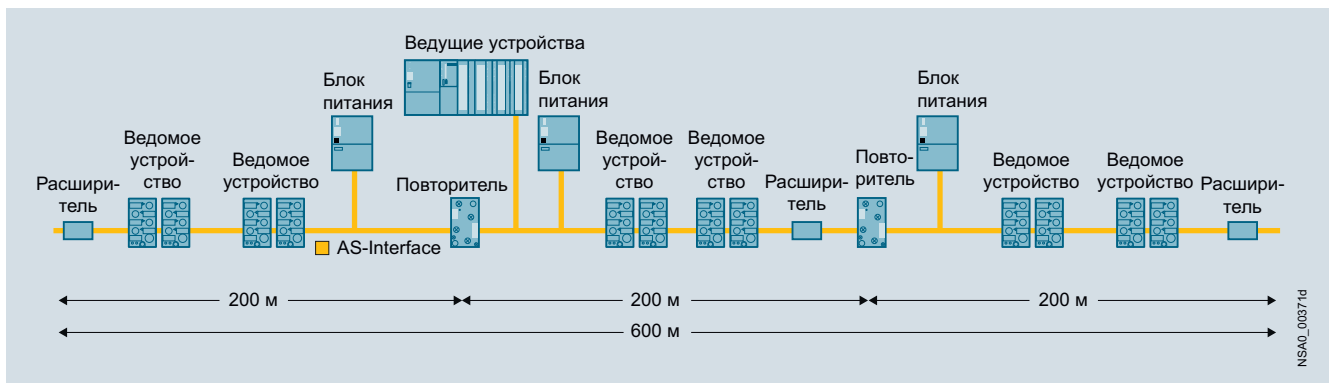 Ведущие устройства
Блок
питания
Блок
питания
Блок
питания
Ведомое
устрой-
ство
Ведомое
устройство
Ведомое
устрой-
ство
Ведомое
устрой-
ство
Повто-
ритель
Ведомое
устройство
Ведомое
устройство
Расшири-
тель
Повторитель
Расшири-
тель
Расшири-
тель
AS-Interface
200 м
200 м
200 м
600 м
NSA0_00371d